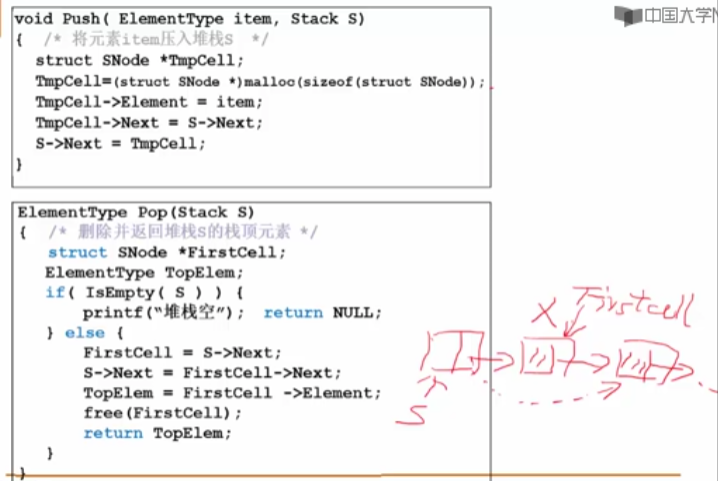 中国大学M
void Push( ElementType item, Stack S)
{ /* 将元素item压入堆栈S */
struct SNode *TmpCell;
TmpCell=(struct SNode *)malloc(sizeof(struct SNode));
TmpCell->Element = item;
TmpCell->Next = S->Next;
S->Next = TmpCell;
}
ElementType Pop(Stack S)
{ /* 删除并返回堆栈S的栈顶元素 */
struct SNode *FirstCell;
ElementType TopElem;
if( IsEmpty( S ) ) {
printf(“堆栈空”); return NULL;
} else {
FirstCell = S->Next;
S->Next = FirstCell->Next;
TopElem = FirstCell ->Element;
free(FirstCell);
return TopElem;
}
}
X Firstcell
S